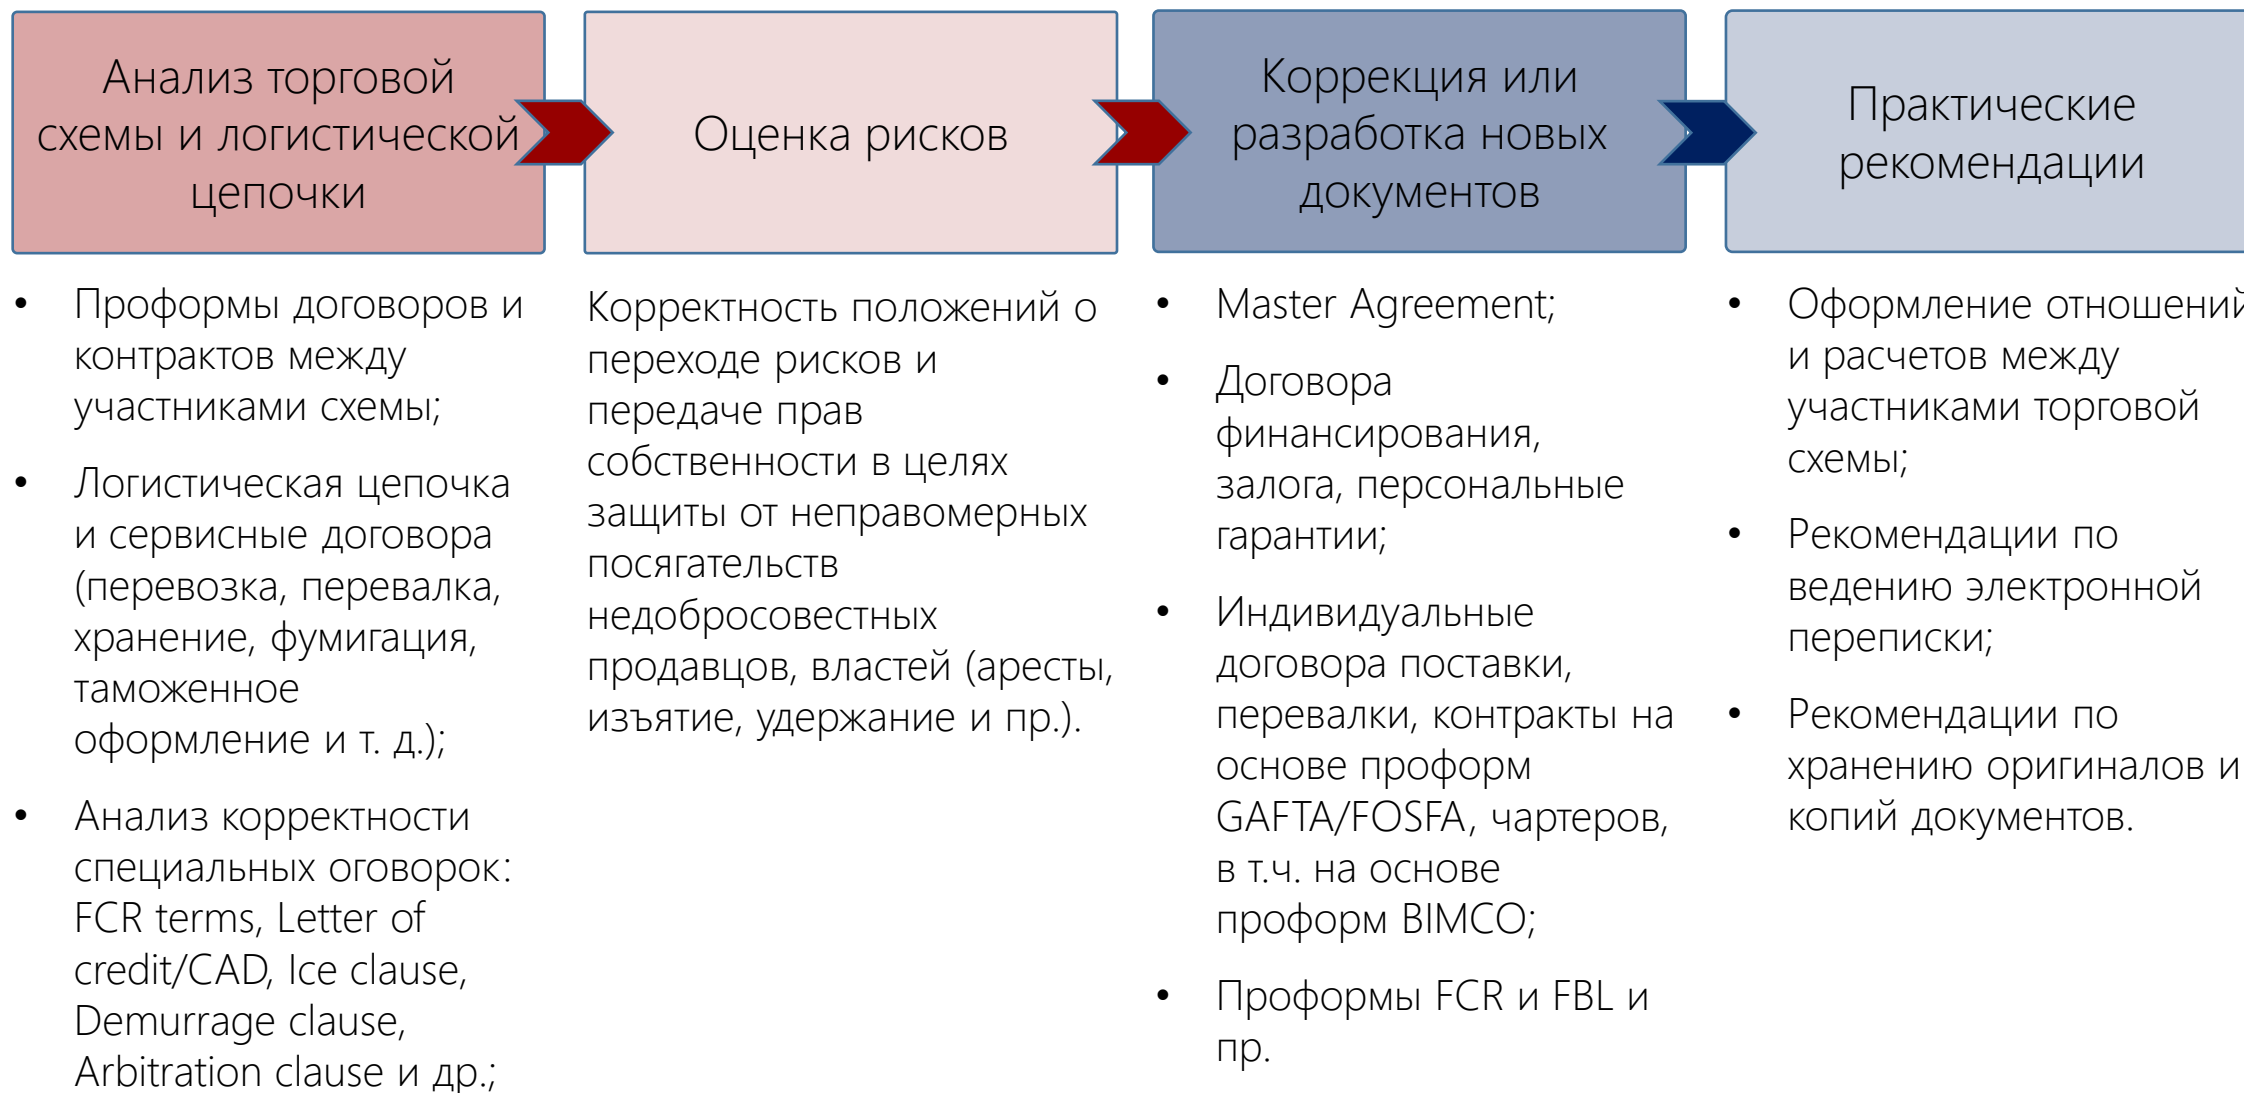 Анализ торговой
схемы и логистической
цепочки
Оценка рисков
Коррекция или
разработка новых
документов
Практические
рекомендации
• Проформы договоров и
контрактов между
участниками схемы;
• Логистическая цепочка
и сервисные договора
(перевозка, перевалка,
хранение, фумигация,
таможенное
оформление и т. д.);
• Анализ корректности
специальных оговорок:
FCR terms, Letter of
credit/CAD, Ice clause,
Demurrage clause,
Arbitration clause и др.;
Корректность положений о
переходе рисков и
передаче прав
собственности в целях
защиты от неправомерных
посягательств
недобросовестных
продавцов, властей (аресты,
изъятие, удержание и пр.).
• Master Agreement;
• Договора
финансирования,
залога, персональные
гарантии;
• Индивидуальные
договора поставки,
перевалки, контракты на
основе проформ
GAFTA/FOSFA, чартеров,
в т.ч. на основе
проформ BIMCO;
• Проформы FCR и FBL и
пр.
• Оформление отношений
и расчетов между
участниками торговой
схемы;
• Рекомендации по
ведению электронной
переписки;
• Рекомендации по
хранению оригиналов и
копий документов.